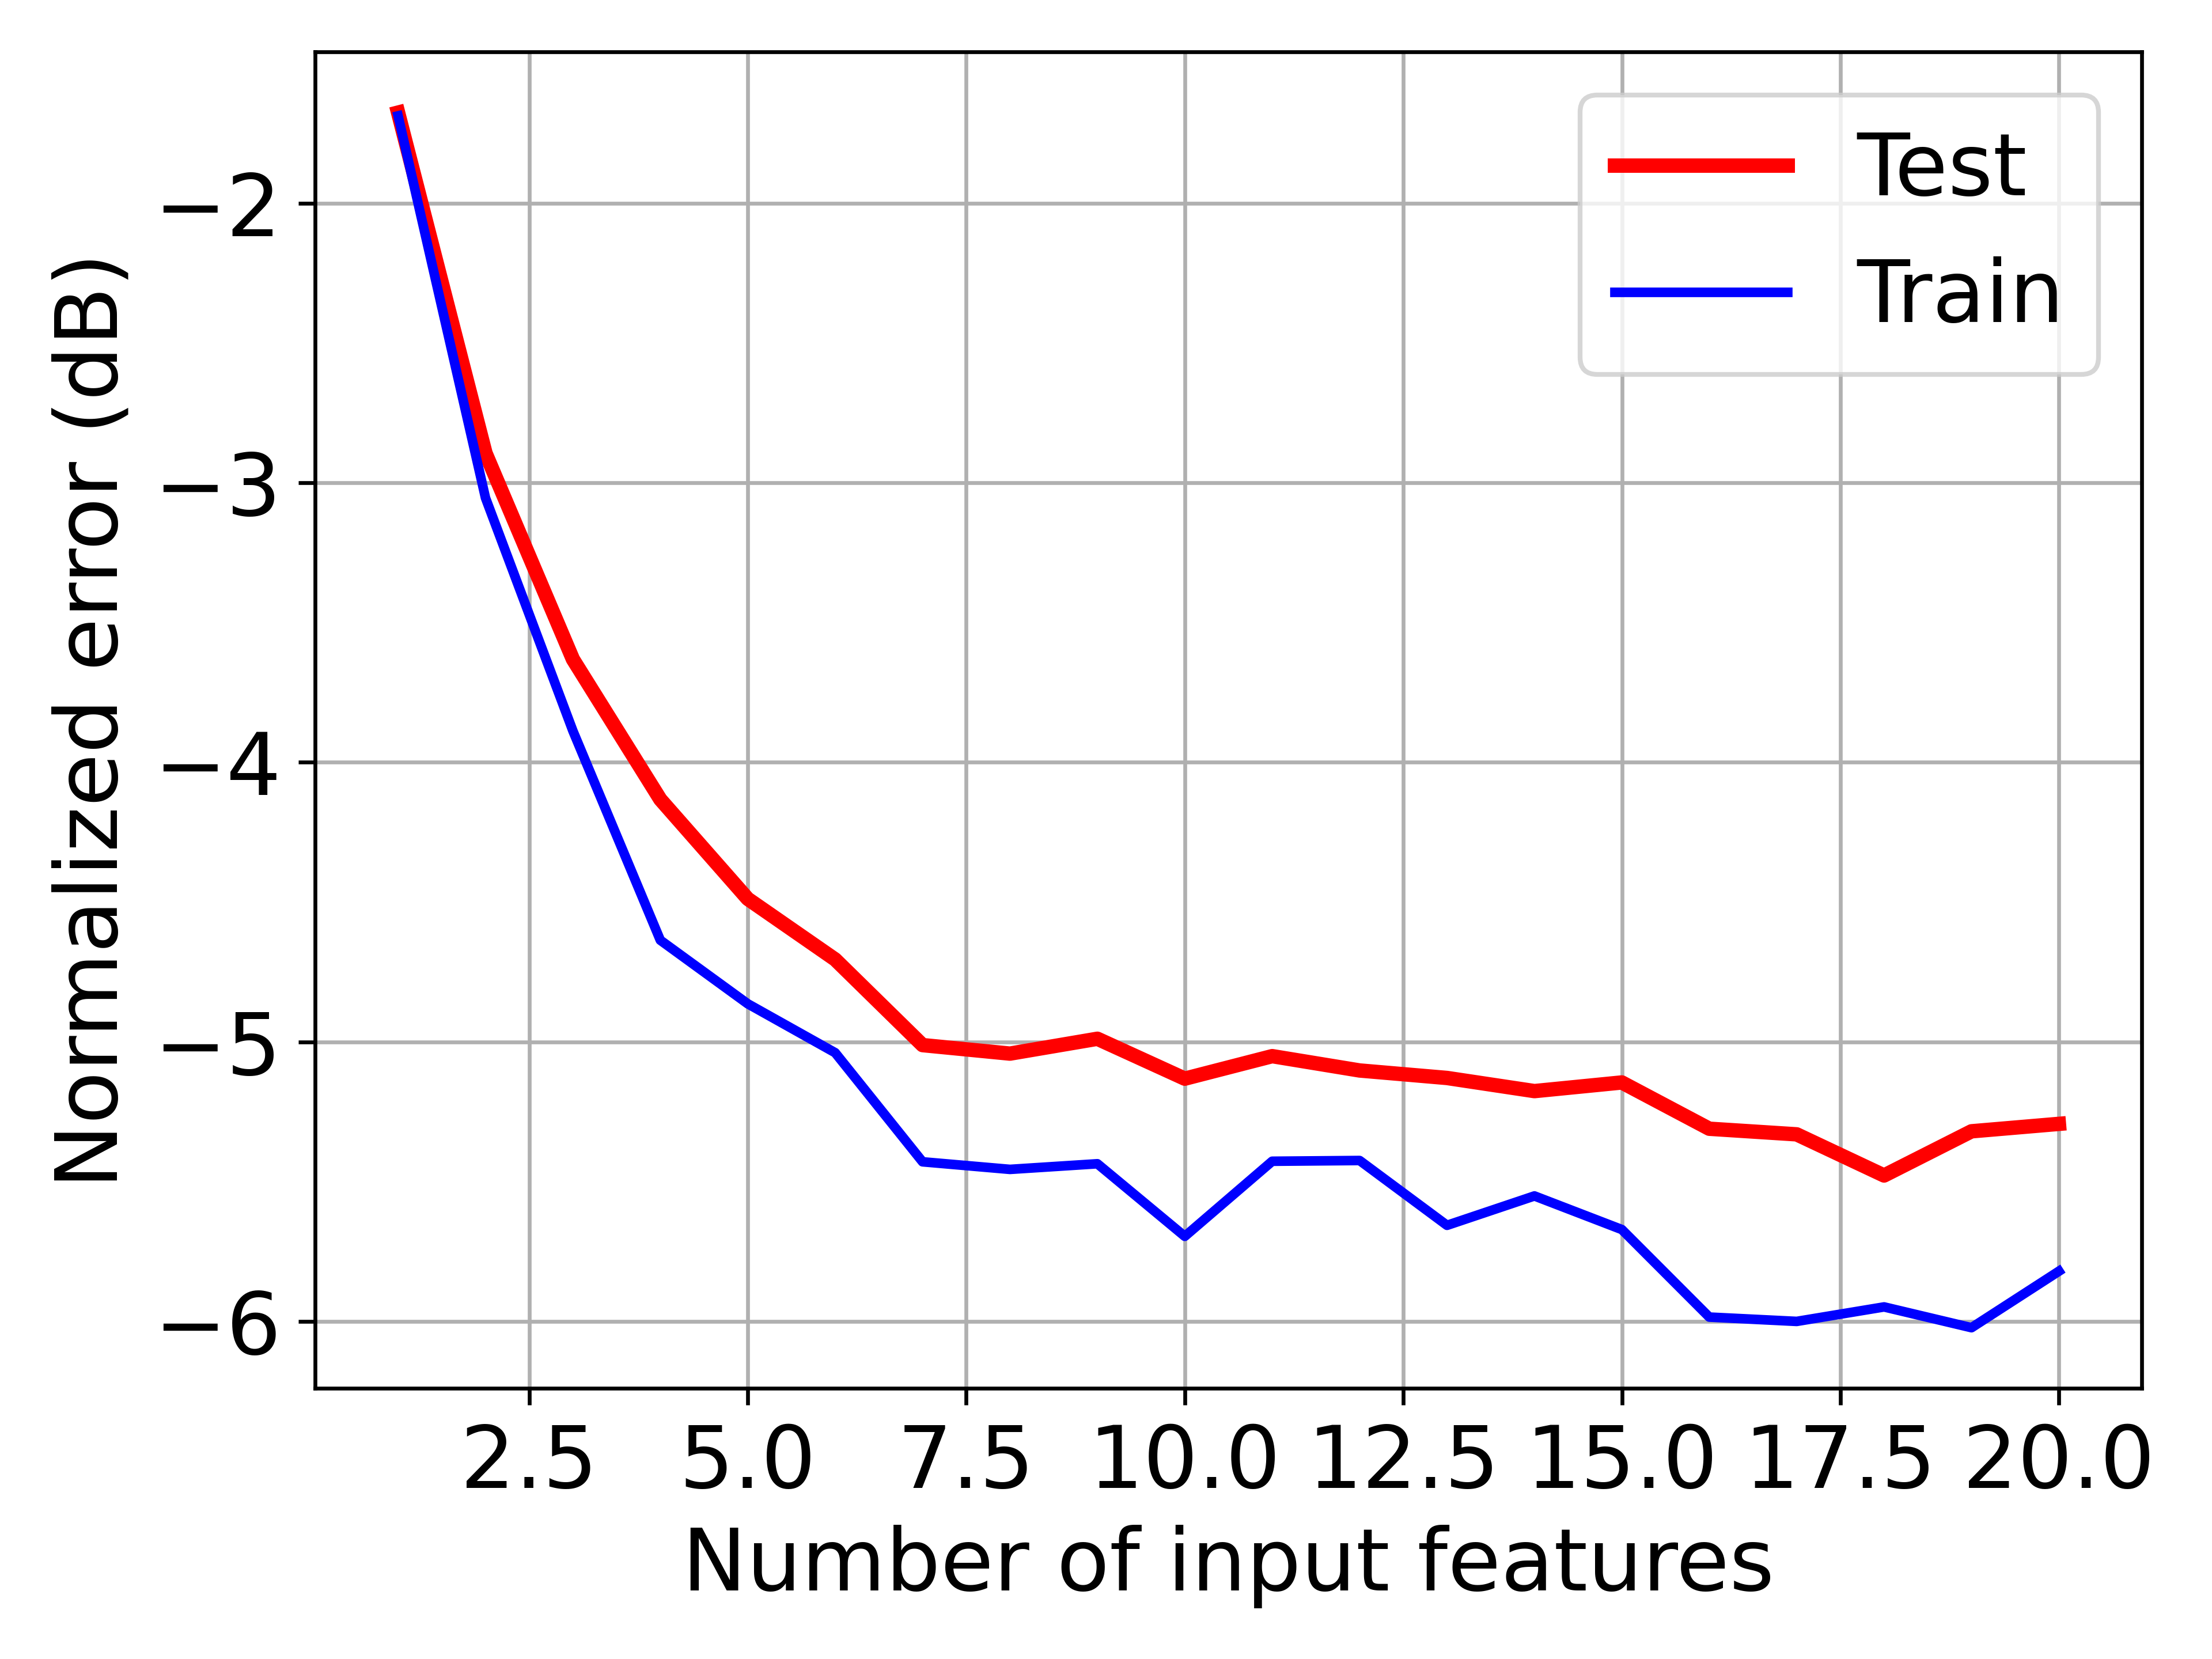 Test
Train
−2
−3
−4
−5
−6
Normalized error (dB)
2.5 5.0 7.5 10.0 12.5 15.0 17.5 20.0
Number of input features